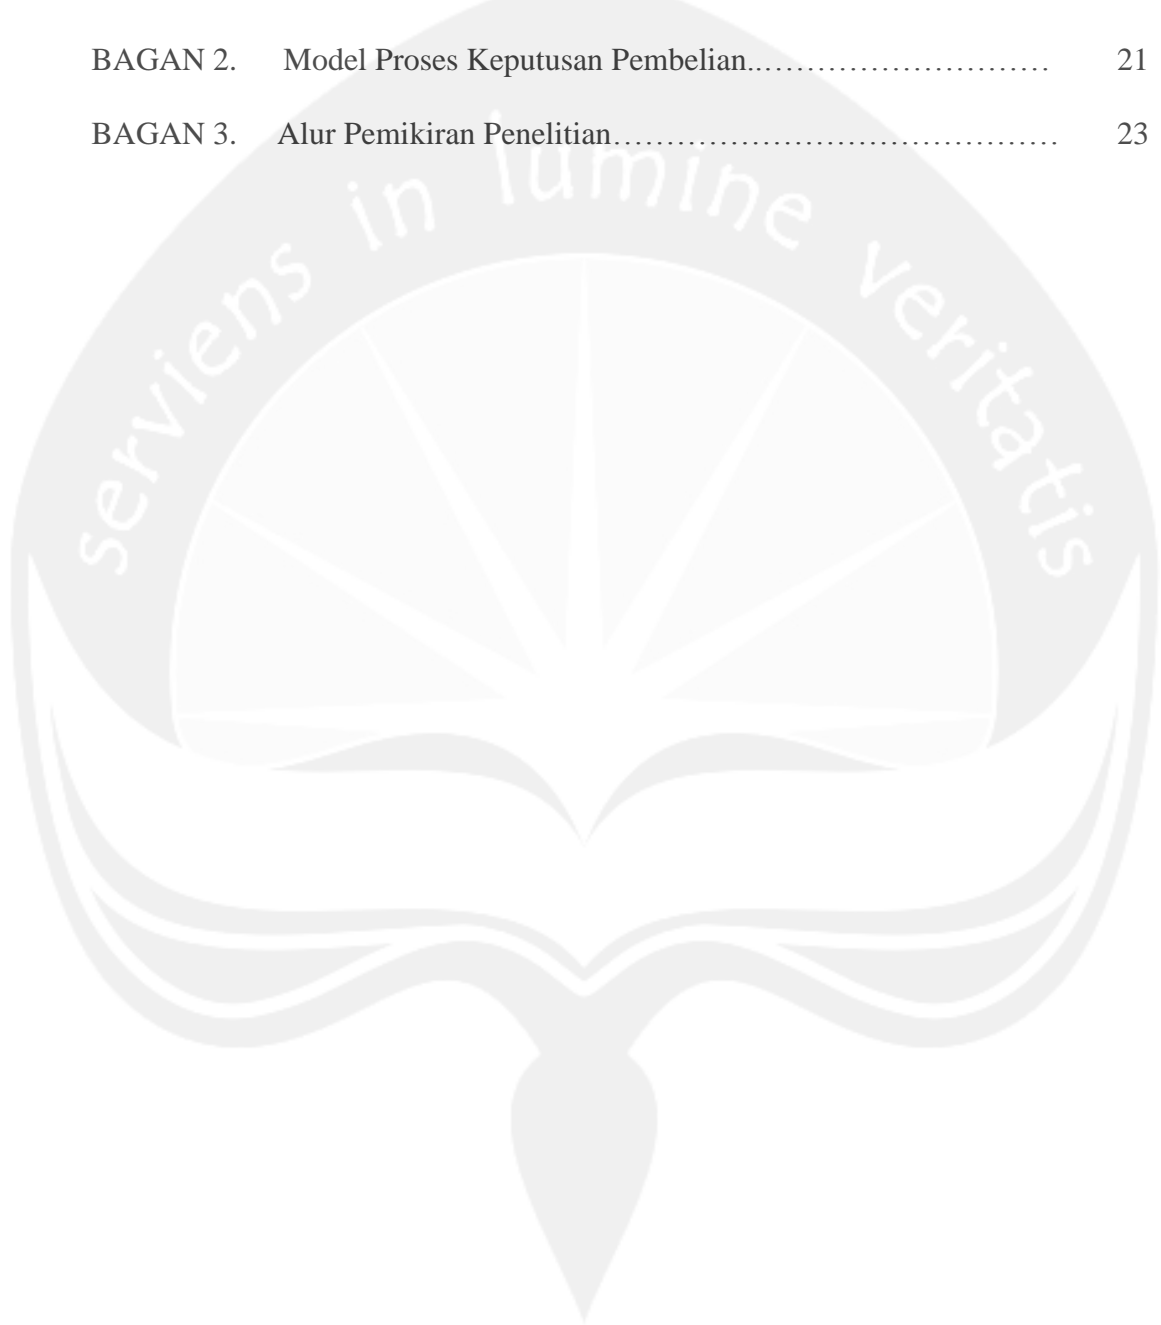 BAGAN 2. Model Proses Keputusan Pembelian..………………………… 21
BAGAN 3. Alur Pemikiran Penelitian…………………………………… 23
serviens in lumine veritatis